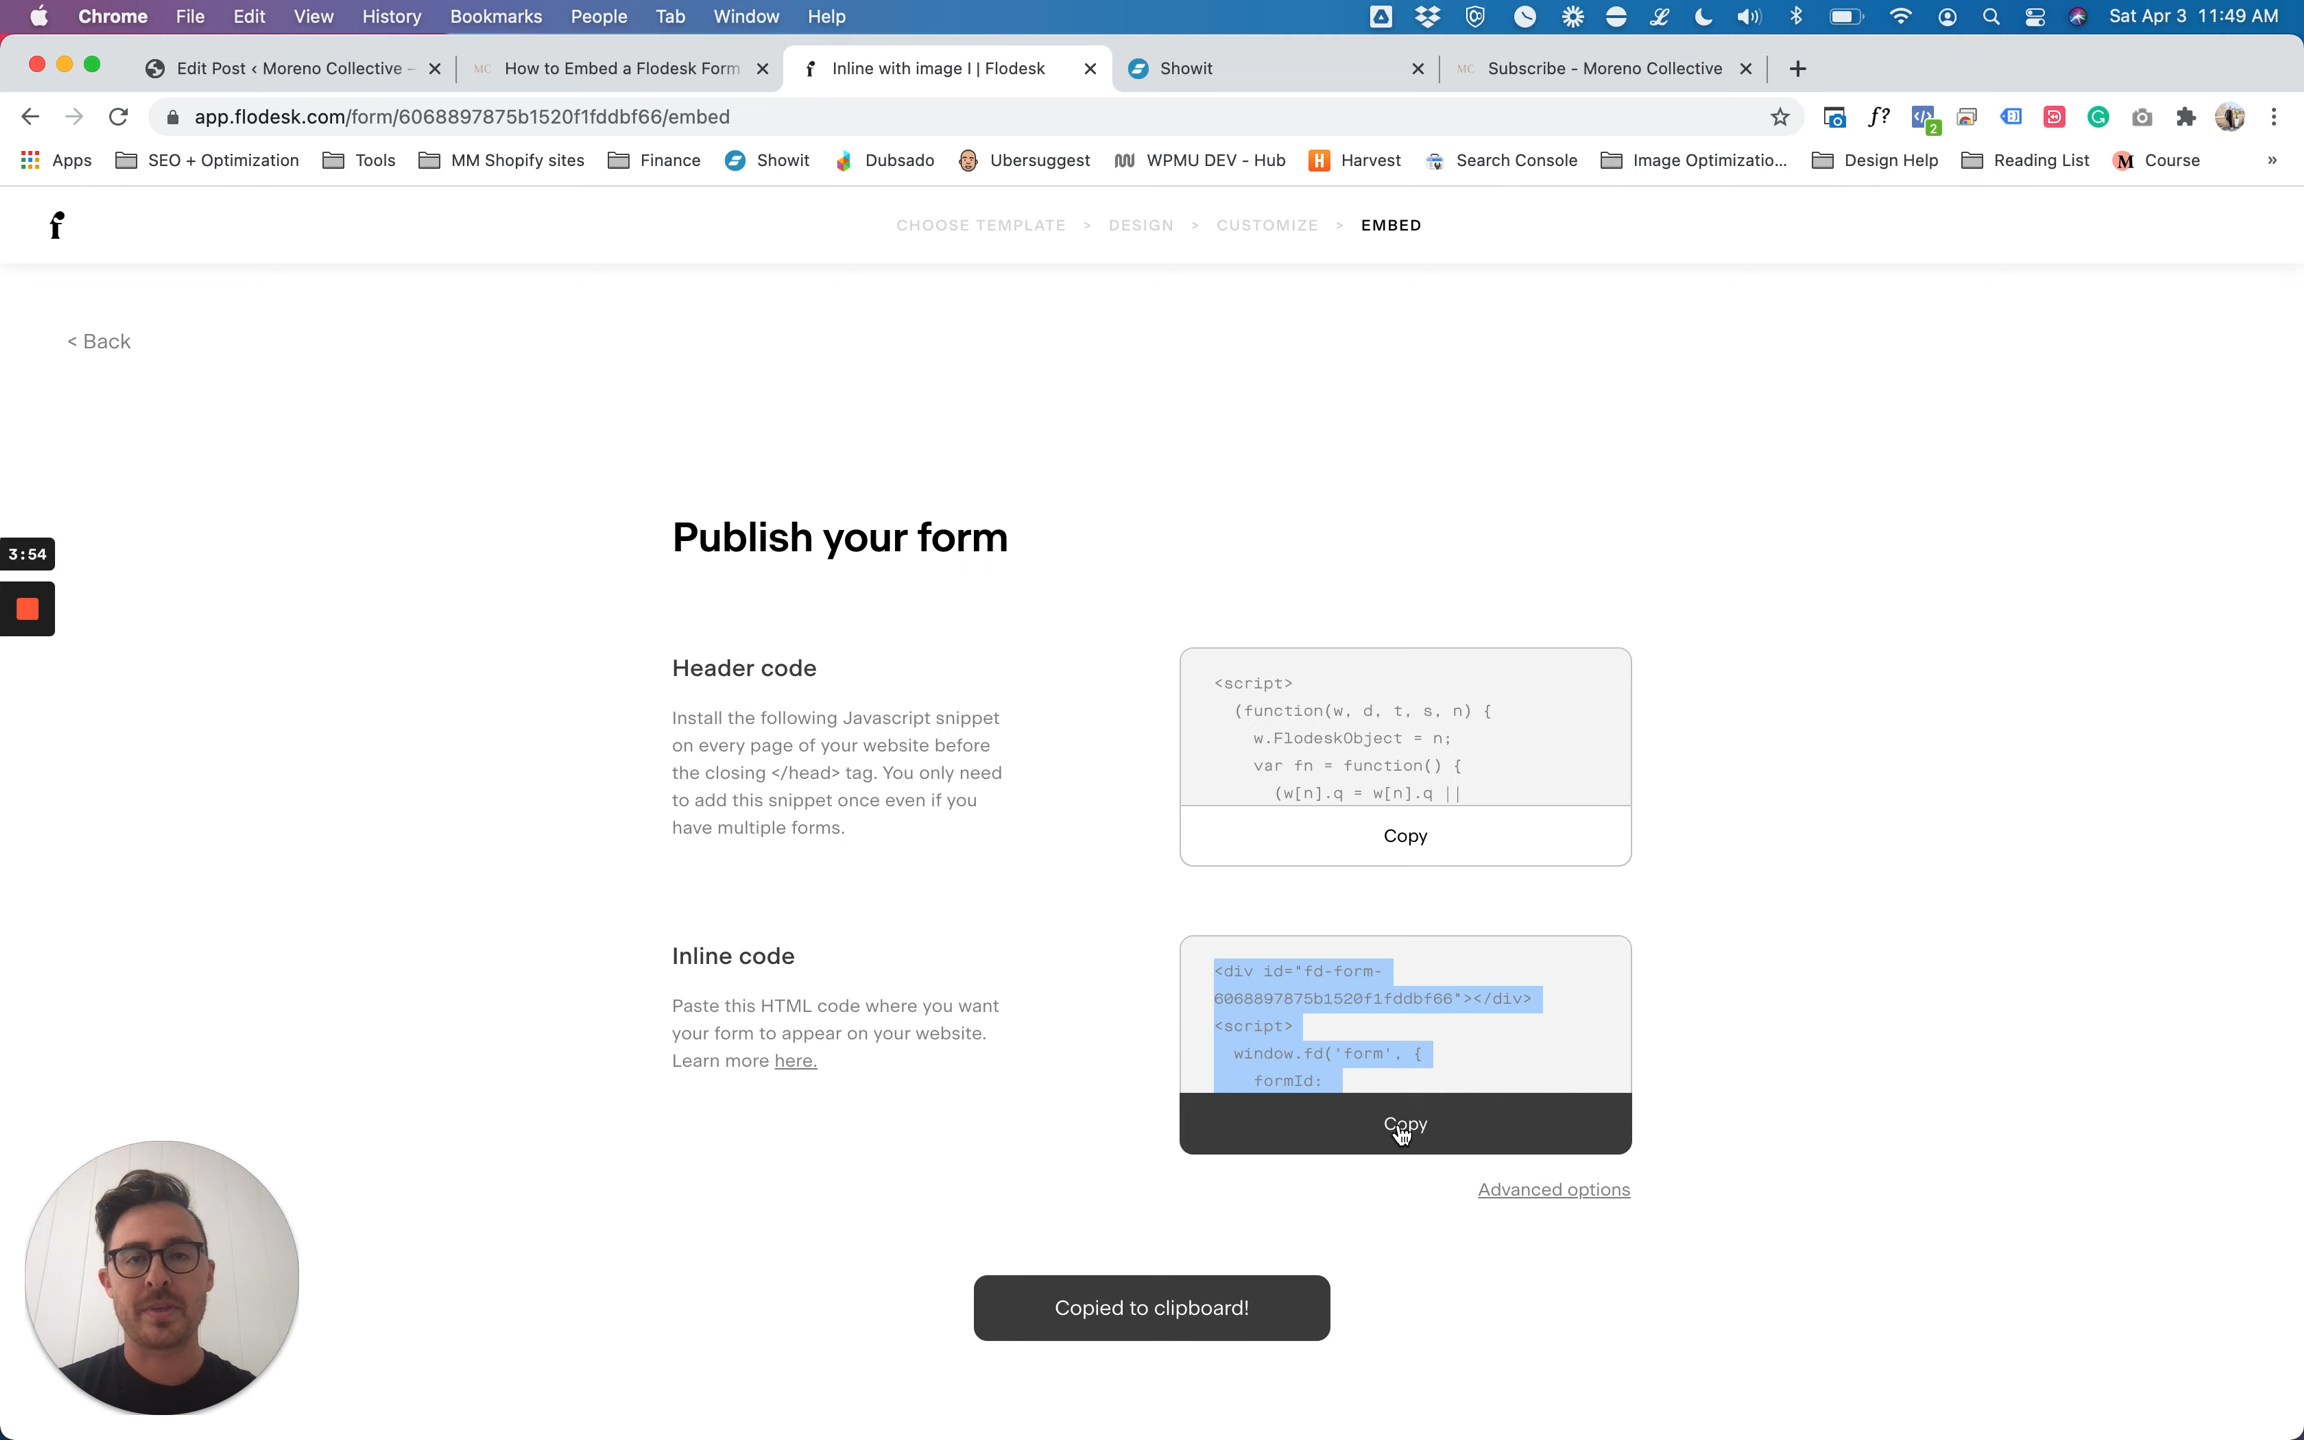 Chrome File Edit View History Bookmarks People Tab Window Help Sat Apr 3 11:49 AM
Edit Post ‹ Moreno Collective – MC How to Embed a Flodesk Form Inline with image I | Flodesk Showit MC Subscribe - Moreno Collective
app.flodesk.com/form/6068897875b1520f1fddbf66/embed f? 2
Apps SEO + Optimization Tools MM Shopify sites Finance Showit Dubsado Ubersuggest WPMU DEV - Hub H Harvest Search Console Image Optimizatio... Design Help Reading List M Course »
f CHOOSE TEMPLATE > DESIGN > CUSTOMIZE > EMBED
< Back
Publish your form
3:54
Header code
Install the following Javascript snippet
on every page of your website before
the closing </head> tag. You only need
to add this snippet once even if you
have multiple forms.
<script>
(function(w, d, t, s, n) {
w.FlodeskObject = n;
var fn = function() {
(w[n].q = w[n].q ||
Copy
Inline code
Paste this HTML code where you want
your form to appear on your website.
Learn more here.
<div id="fd-form-
6068897875b1520f1fddbf66"></div>
<script>
window.fd('form', {
formId:
Copy
Advanced options
Copied to clipboard!